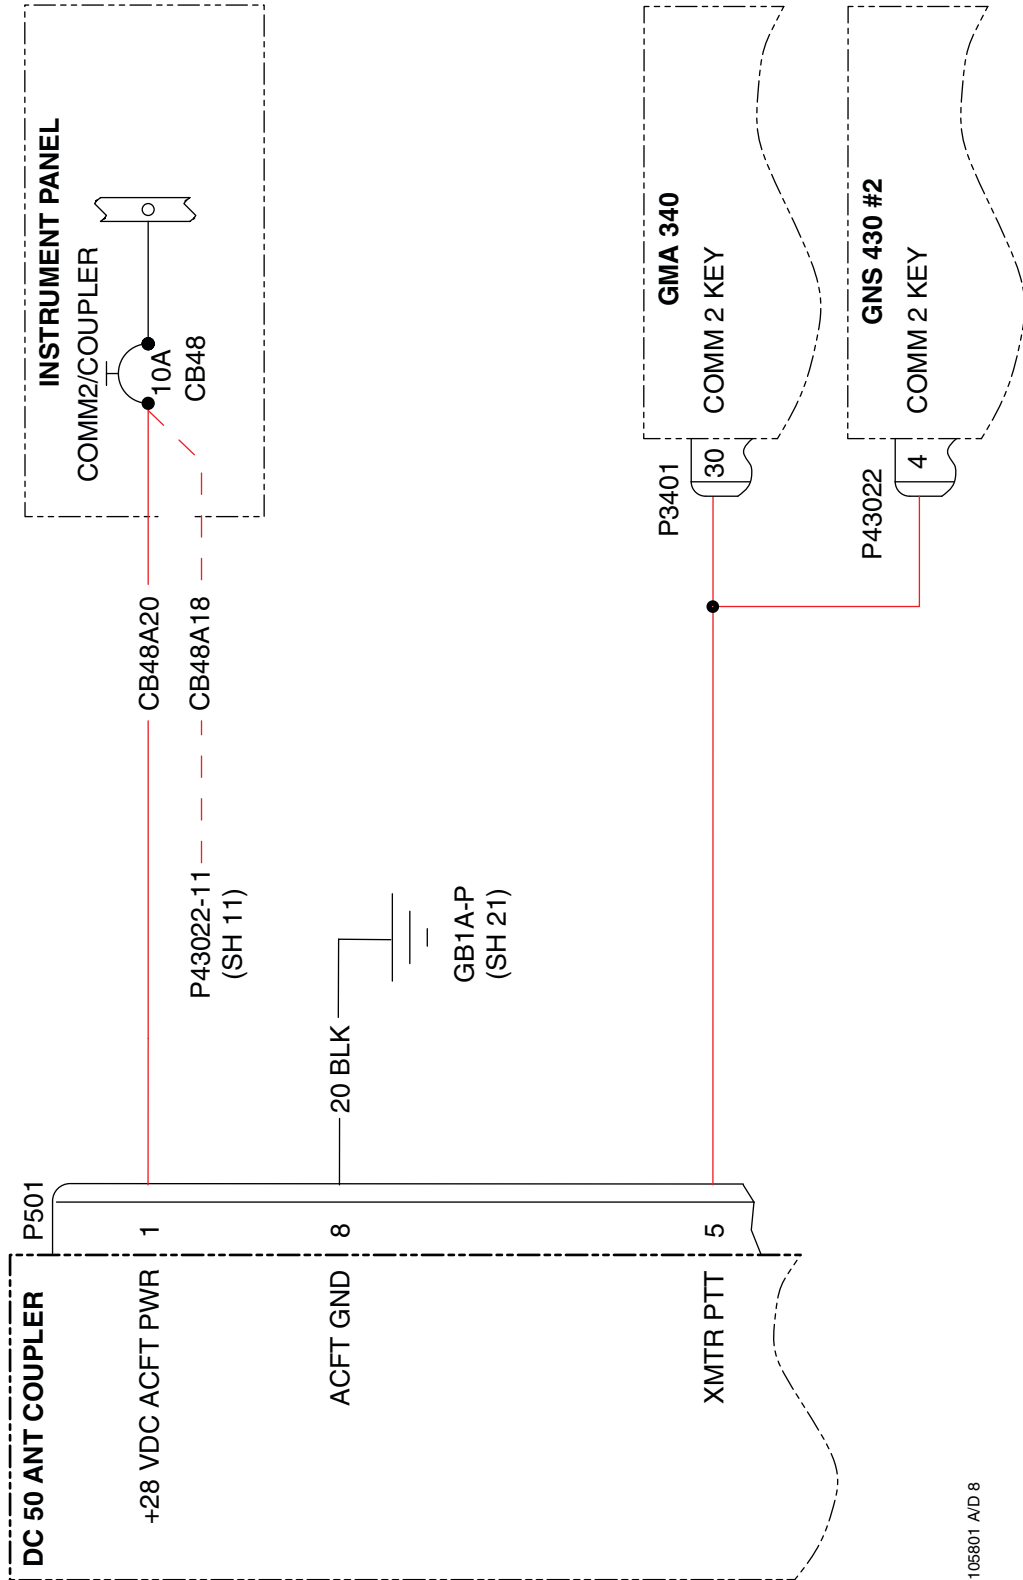 DC 50 ANT COUPLER
P501
+28 VDC ACFT PWR
1
CB48A20
INSTRUMENT PANEL
COMM2/COUPLER
10A
CB48
P43022-11
(SH 11)
CB48A18
ACFT GND
8
20 BLK
GB1A-P
(SH 21)
XMTR PTT
5
P3401
30
GMA 340
COMM 2 KEY
P43022
4
GNS 430 #2
COMM 2 KEY
105801 A/D 8